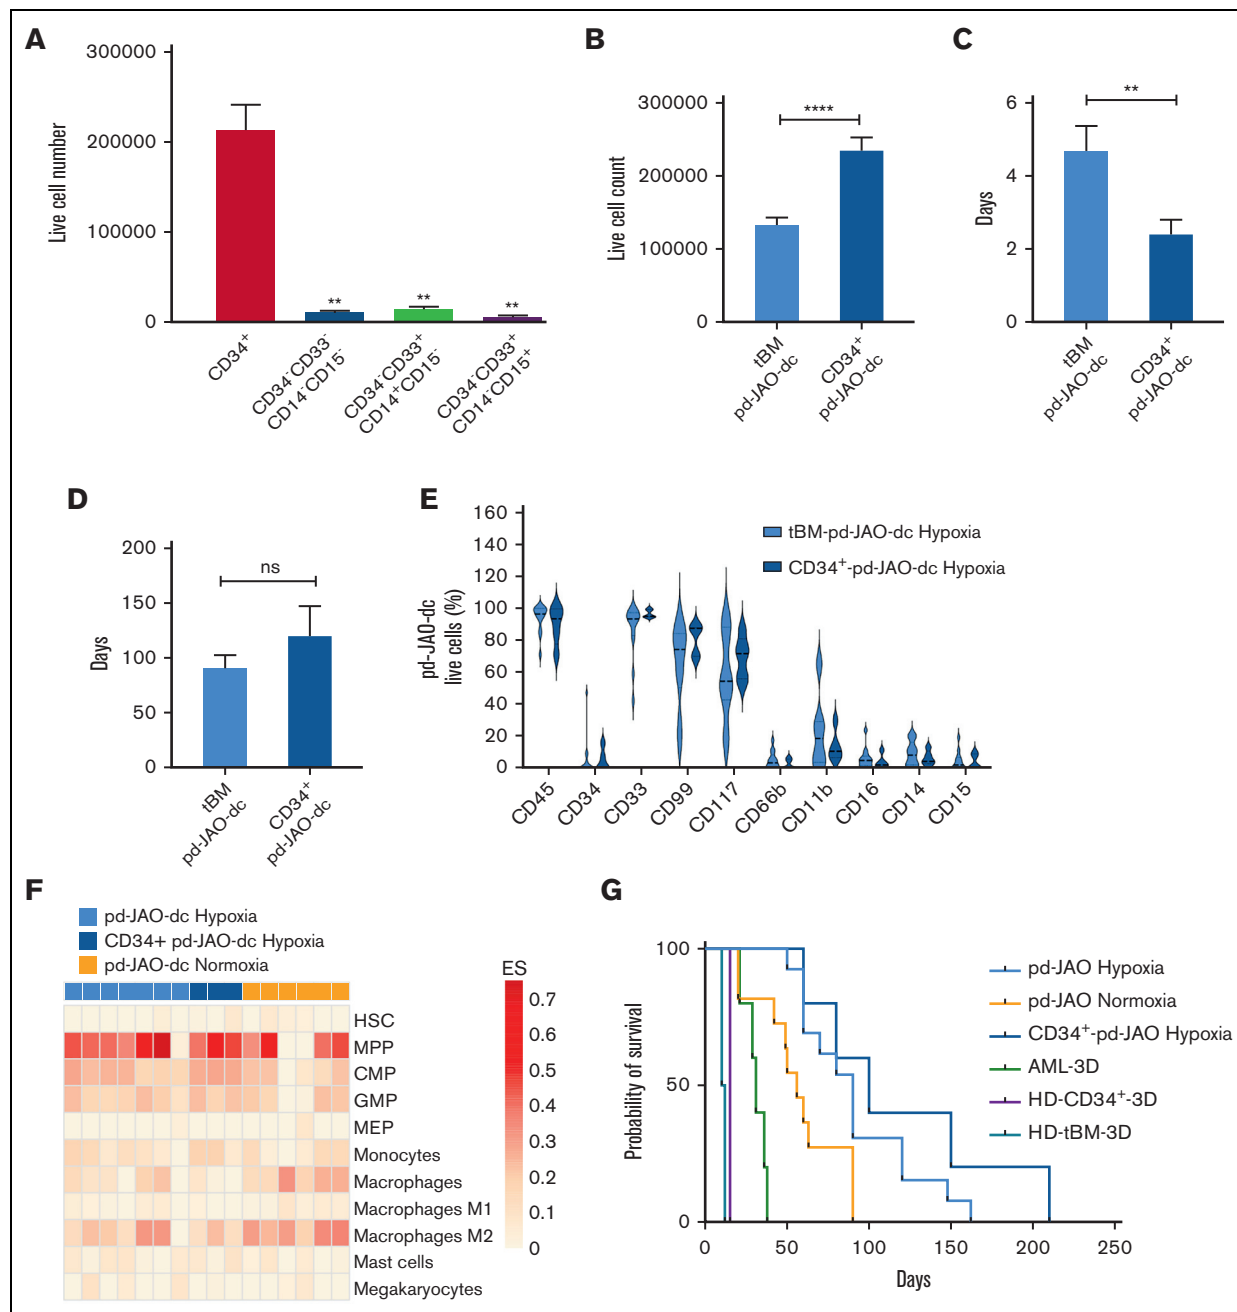 A
300000
200000
100000
0
Live cell number
**
**
**
CD34+
CD34-CD33-
CD14-CD15-
CD34-CD33+
CD14+CD15-
CD34-CD33+
CD14-CD15+
B
300000
200000
100000
0
Live cell count
****
tBM
pd-JAO-dc
CD34+
pd-JAO-dc
C
6
4
2
0
Days
**
tBM
pd-JAO-dc
CD34+
pd-JAO-dc
D
200
150
100
50
0
Days
ns
tBM
pd-JAO-dc
CD34+
pd-JAO-dc
E
160
140
120
100
80
60
40
20
0
pd-JAO-dc
live cells (%)
tBM-pd-JAO-dc Hypoxia
CD34+-pd-JAO-dc Hypoxia
CD45
CD34
CD33
CD99
CD117
CD66b
CD11b
CD16
CD14
CD15
F
pd-JAO-dc Hypoxia
CD34+ pd-JAO-dc Hypoxia
pd-JAO-dc Normoxia
HSC
MPP
CMP
GMP
MEP
Monocytes
Macrophages
Macrophages M1
Macrophages M2
Mast cells
Megakaryocytes
ES
0.7
0.6
0.5
0.4
0.3
0.2
0.1
0
G
100
50
0
Probability of survival
0
50
100
150
200
250
Days
pd-JAO Hypoxia
pd-JAO Normoxia
CD34+-pd-JAO Hypoxia
AML-3D
HD-CD34+-3D
HD-tBM-3D